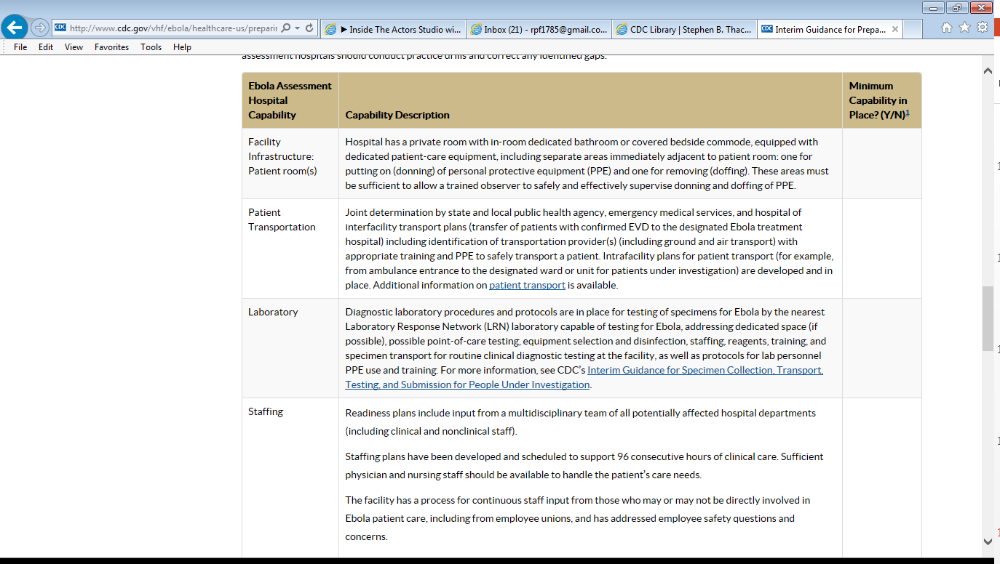 CDC http://www.cdc.gov/vhf/ebola/healthcare-us/preparin
▶ Inside The Actors Studio wi...
Inbox (21) - rpf1785@gmail.co...
CDC Library | Stephen B. Thac...
CDC Interim Guidance for Prepa...
File Edit View Favorites Tools Help
assessment hospitals should conduct practice drills and correct any identified gaps.
Ebola Assessment
Hospital
Capability
Capability Description
Minimum
Capability in
Place? (Y/N)1
Facility
Infrastructure:
Patient room(s)
Hospital has a private room with in-room dedicated bathroom or covered bedside commode, equipped with
dedicated patient-care equipment, including separate areas immediately adjacent to patient room: one for
putting on (donning) of personal protective equipment (PPE) and one for removing (doffing). These areas must
be sufficient to allow a trained observer to safely and effectively supervise donning and doffing of PPE.
Patient
Transportation
Joint determination by state and local public health agency, emergency medical services, and hospital of
interfacility transport plans (transfer of patients with confirmed EVD to the designated Ebola treatment
hospital) including identification of transportation provider(s) (including ground and air transport) with
appropriate training and PPE to safely transport a patient. Intrafacility plans for patient transport (for example,
from ambulance entrance to the designated ward or unit for patients under investigation) are developed and in
place. Additional information on patient transport is available.
Laboratory
Diagnostic laboratory procedures and protocols are in place for testing of specimens for Ebola by the nearest
Laboratory Response Network (LRN) laboratory capable of testing for Ebola, addressing dedicated space (if
possible), possible point-of-care testing, equipment selection and disinfection, staffing, reagents, training, and
specimen transport for routine clinical diagnostic testing at the facility, as well as protocols for lab personnel
PPE use and training. For more information, see CDC’s Interim Guidance for Specimen Collection, Transport,
Testing, and Submission for People Under Investigation.
Staffing
Readiness plans include input from a multidisciplinary team of all potentially affected hospital departments
(including clinical and nonclinical staff).
Staffing plans have been developed and scheduled to support 96 consecutive hours of clinical care. Sufficient
physician and nursing staff should be available to handle the patient’s care needs.
The facility has a process for continuous staff input from those who may or may not be directly involved in
Ebola patient care, including from employee unions, and has addressed employee safety questions and
concerns.